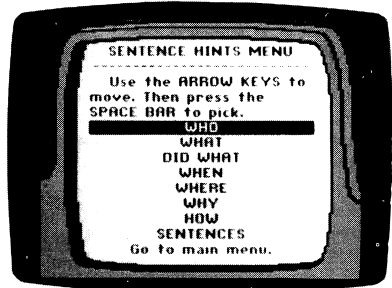 SENTENCE HINTS MENU
Use the ARROW KEYS to
move. Then press the
SPACE BAR to pick.
WHO
WHAT
DID WHAT
WHEN
WHERE
WHY
HOW
SENTENCES
Go to main menu.